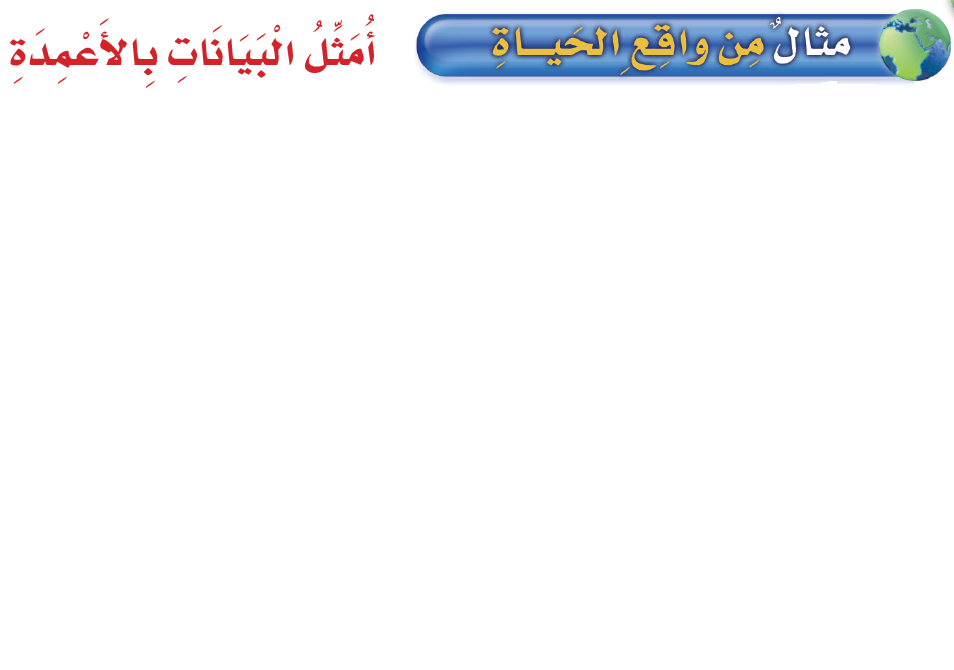 مثالٌ مِن واقِعِ الحَيـاةِ أُمَثِّلُ الْبَيَانَاتِ بِالأَعْمِدَةِ